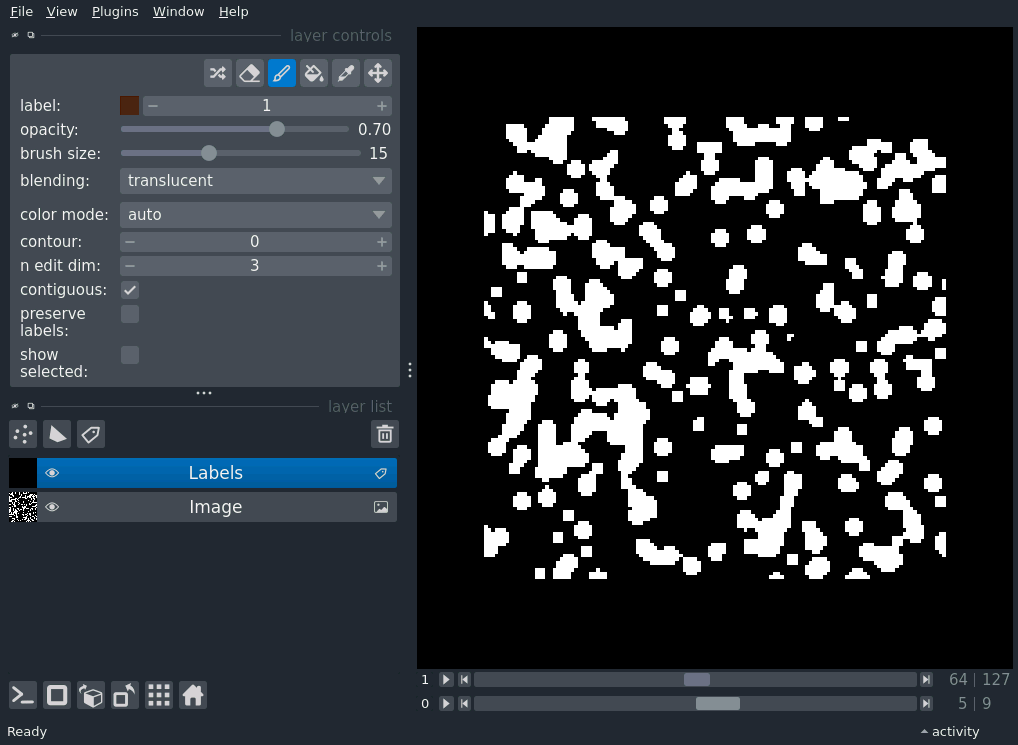 File View Plugins Window Help
layer controls
label: 1
opacity: 0.70
brush size: 15
blending: translucent
color mode: auto
contour: 0
n edit dim: 3
contiguous:
preserve
labels:
show
selected:
layer list
Labels
Image
1 64 | 127
0 5 | 9
Ready activity